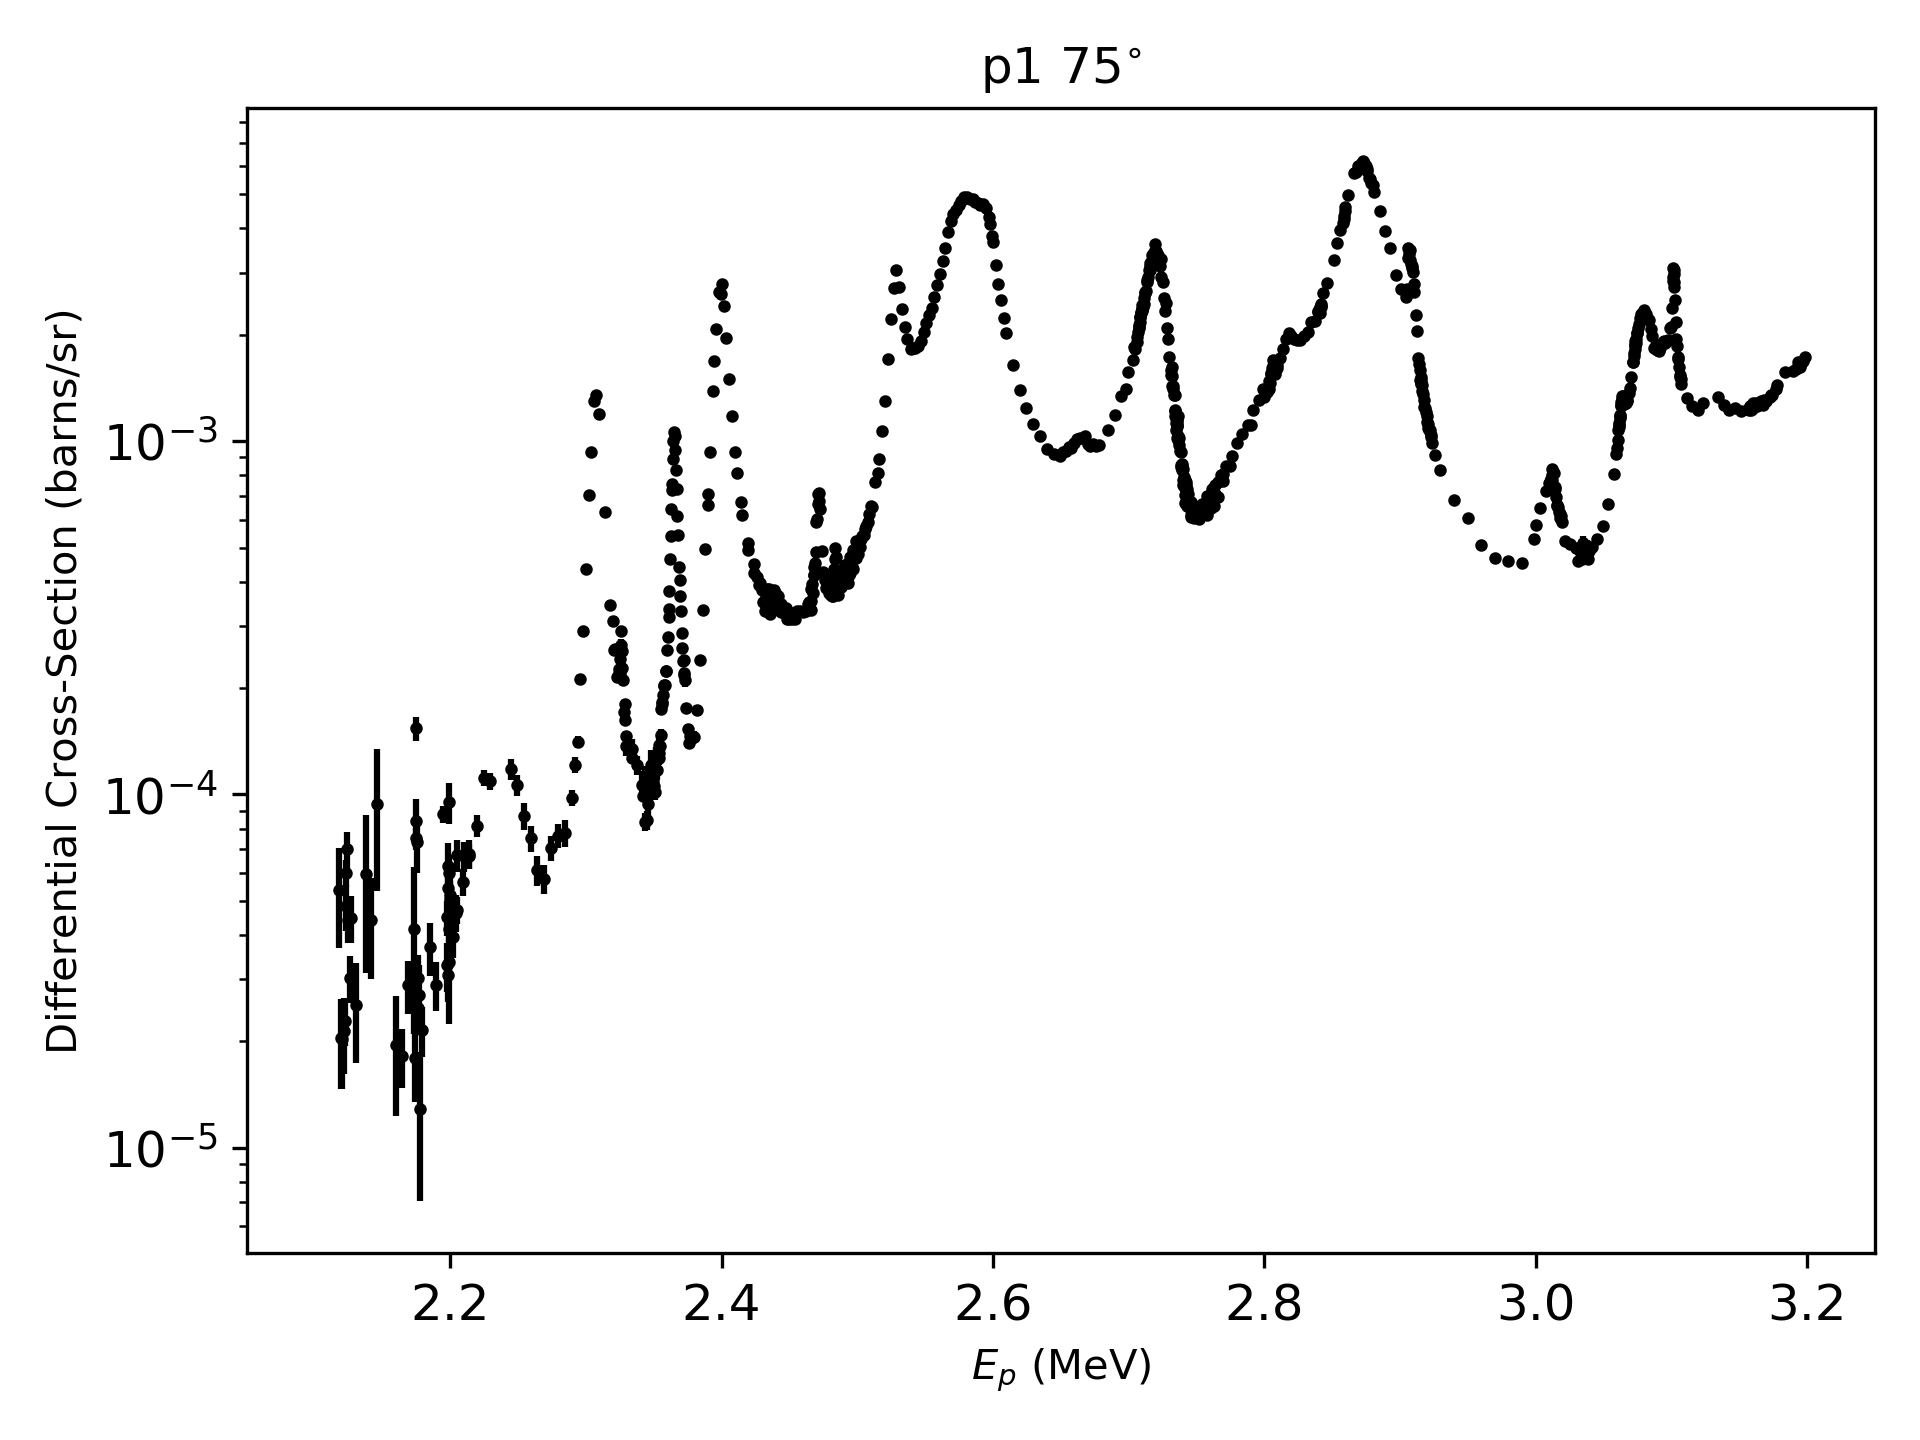 p1 75°
Differential Cross-Section (barns/sr)
10⁻³
10⁻⁴
10⁻⁵
2.2 2.4 2.6 2.8 3.0 3.2
Eₚ (MeV)